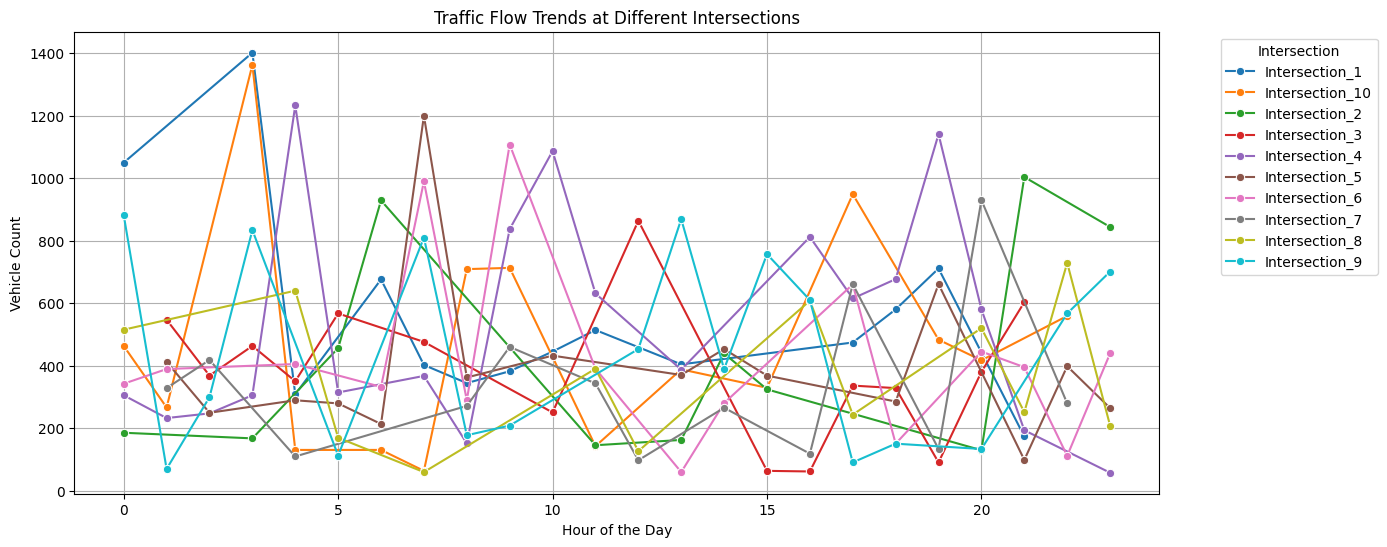 Traffic Flow Trends at Different Intersections
1400
1200
1000
800
600
400
200
0
Vehicle Count
0
5
10
15
20
Hour of the Day
Intersection
Intersection_1
Intersection_10
Intersection_2
Intersection_3
Intersection_4
Intersection_5
Intersection_6
Intersection_7
Intersection_8
Intersection_9